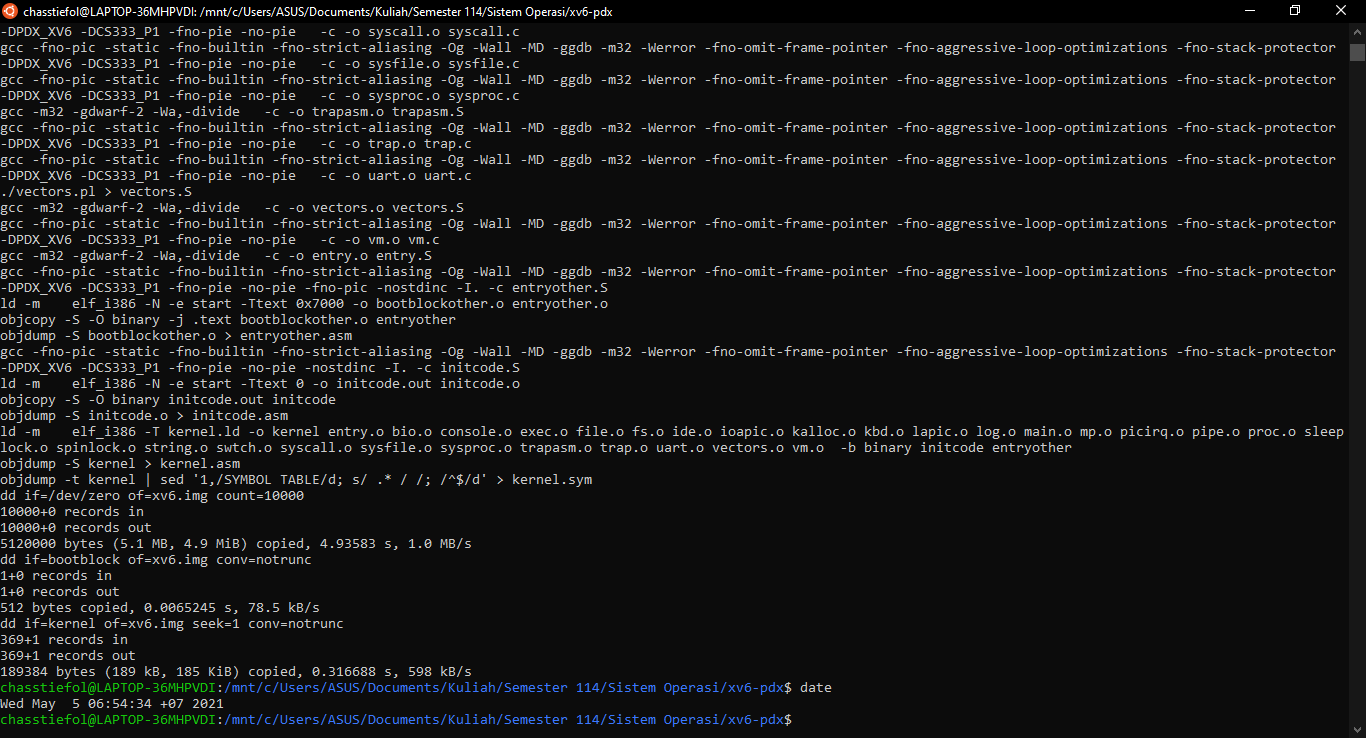 chasstiefol@LAPTOP-36MHPVDI: /mnt/c/Users/ASUS/Documents/Kuliah/Semester 114/Sistem Operasi/xv6-pdx
-DPDX_XV6 -DCS333_P1 -fno-pie -no-pie   -c -o syscall.o syscall.c
gcc -fno-pic -static -fno-builtin -fno-strict-aliasing -Og -Wall -MD -ggdb -m32 -Werror -fno-omit-frame-pointer -fno-aggressive-loop-optimizations -fno-stack-protector
-DPDX_XV6 -DCS333_P1 -fno-pie -no-pie   -c -o sysfile.o sysfile.c
gcc -fno-pic -static -fno-builtin -fno-strict-aliasing -Og -Wall -MD -ggdb -m32 -Werror -fno-omit-frame-pointer -fno-aggressive-loop-optimizations -fno-stack-protector
-DPDX_XV6 -DCS333_P1 -fno-pie -no-pie   -c -o sysproc.o sysproc.c
gcc -m32 -gdwarf-2 -Wa,-divide   -c -o trapasm.o trapasm.S
gcc -fno-pic -static -fno-builtin -fno-strict-aliasing -Og -Wall -MD -ggdb -m32 -Werror -fno-omit-frame-pointer -fno-aggressive-loop-optimizations -fno-stack-protector
-DPDX_XV6 -DCS333_P1 -fno-pie -no-pie   -c -o trap.o trap.c
gcc -fno-pic -static -fno-builtin -fno-strict-aliasing -Og -Wall -MD -ggdb -m32 -Werror -fno-omit-frame-pointer -fno-aggressive-loop-optimizations -fno-stack-protector
-DPDX_XV6 -DCS333_P1 -fno-pie -no-pie   -c -o uart.o uart.c
./vectors.pl > vectors.S
gcc -m32 -gdwarf-2 -Wa,-divide   -c -o vectors.o vectors.S
gcc -fno-pic -static -fno-builtin -fno-strict-aliasing -Og -Wall -MD -ggdb -m32 -Werror -fno-omit-frame-pointer -fno-aggressive-loop-optimizations -fno-stack-protector
-DPDX_XV6 -DCS333_P1 -fno-pie -no-pie   -c -o vm.o vm.c
gcc -m32 -gdwarf-2 -Wa,-divide   -c -o entry.o entry.S
gcc -fno-pic -static -fno-builtin -fno-strict-aliasing -Og -Wall -MD -ggdb -m32 -Werror -fno-omit-frame-pointer -fno-aggressive-loop-optimizations -fno-stack-protector
-DPDX_XV6 -DCS333_P1 -fno-pie -no-pie -fno-pic -nostdinc -I. -c entryother.S
ld -m    elf_i386 -N -e start -Ttext 0x7000 -o bootblockother.o entryother.o
objcopy -S -O binary -j .text bootblockother.o entryother
objdump -S bootblockother.o > entryother.asm
gcc -fno-pic -static -fno-builtin -fno-strict-aliasing -Og -Wall -MD -ggdb -m32 -Werror -fno-omit-frame-pointer -fno-aggressive-loop-optimizations -fno-stack-protector
-DPDX_XV6 -DCS333_P1 -fno-pie -no-pie -nostdinc -I. -c initcode.S
ld -m    elf_i386 -N -e start -Ttext 0 -o initcode.out initcode.o
objcopy -S -O binary initcode.out initcode
objdump -S initcode.o > initcode.asm
ld -m    elf_i386 -T kernel.ld -o kernel entry.o bio.o console.o exec.o file.o fs.o ide.o ioapic.o kalloc.o kbd.o lapic.o log.o main.o mp.o picirq.o pipe.o proc.o sleep
lock.o spinlock.o string.o swtch.o syscall.o sysfile.o sysproc.o trapasm.o trap.o uart.o vectors.o vm.o  -b binary initcode entryother
objdump -S kernel > kernel.asm
objdump -t kernel | sed '1,/SYMBOL TABLE/d; s/ .* / /; /^$/d' > kernel.sym
dd if=/dev/zero of=xv6.img count=10000
10000+0 records in
10000+0 records out
5120000 bytes (5.1 MB, 4.9 MiB) copied, 4.93583 s, 1.0 MB/s
dd if=bootblock of=xv6.img conv=notrunc
1+0 records in
1+0 records out
512 bytes copied, 0.0065245 s, 78.5 kB/s
dd if=kernel of=xv6.img seek=1 conv=notrunc
369+1 records in
369+1 records out
189384 bytes (189 kB, 185 KiB) copied, 0.316688 s, 598 kB/s
chasstiefol@LAPTOP-36MHPVDI:/mnt/c/Users/ASUS/Documents/Kuliah/Semester 114/Sistem Operasi/xv6-pdx$ date
Wed May  5 06:54:34 +07 2021
chasstiefol@LAPTOP-36MHPVDI:/mnt/c/Users/ASUS/Documents/Kuliah/Semester 114/Sistem Operasi/xv6-pdx$